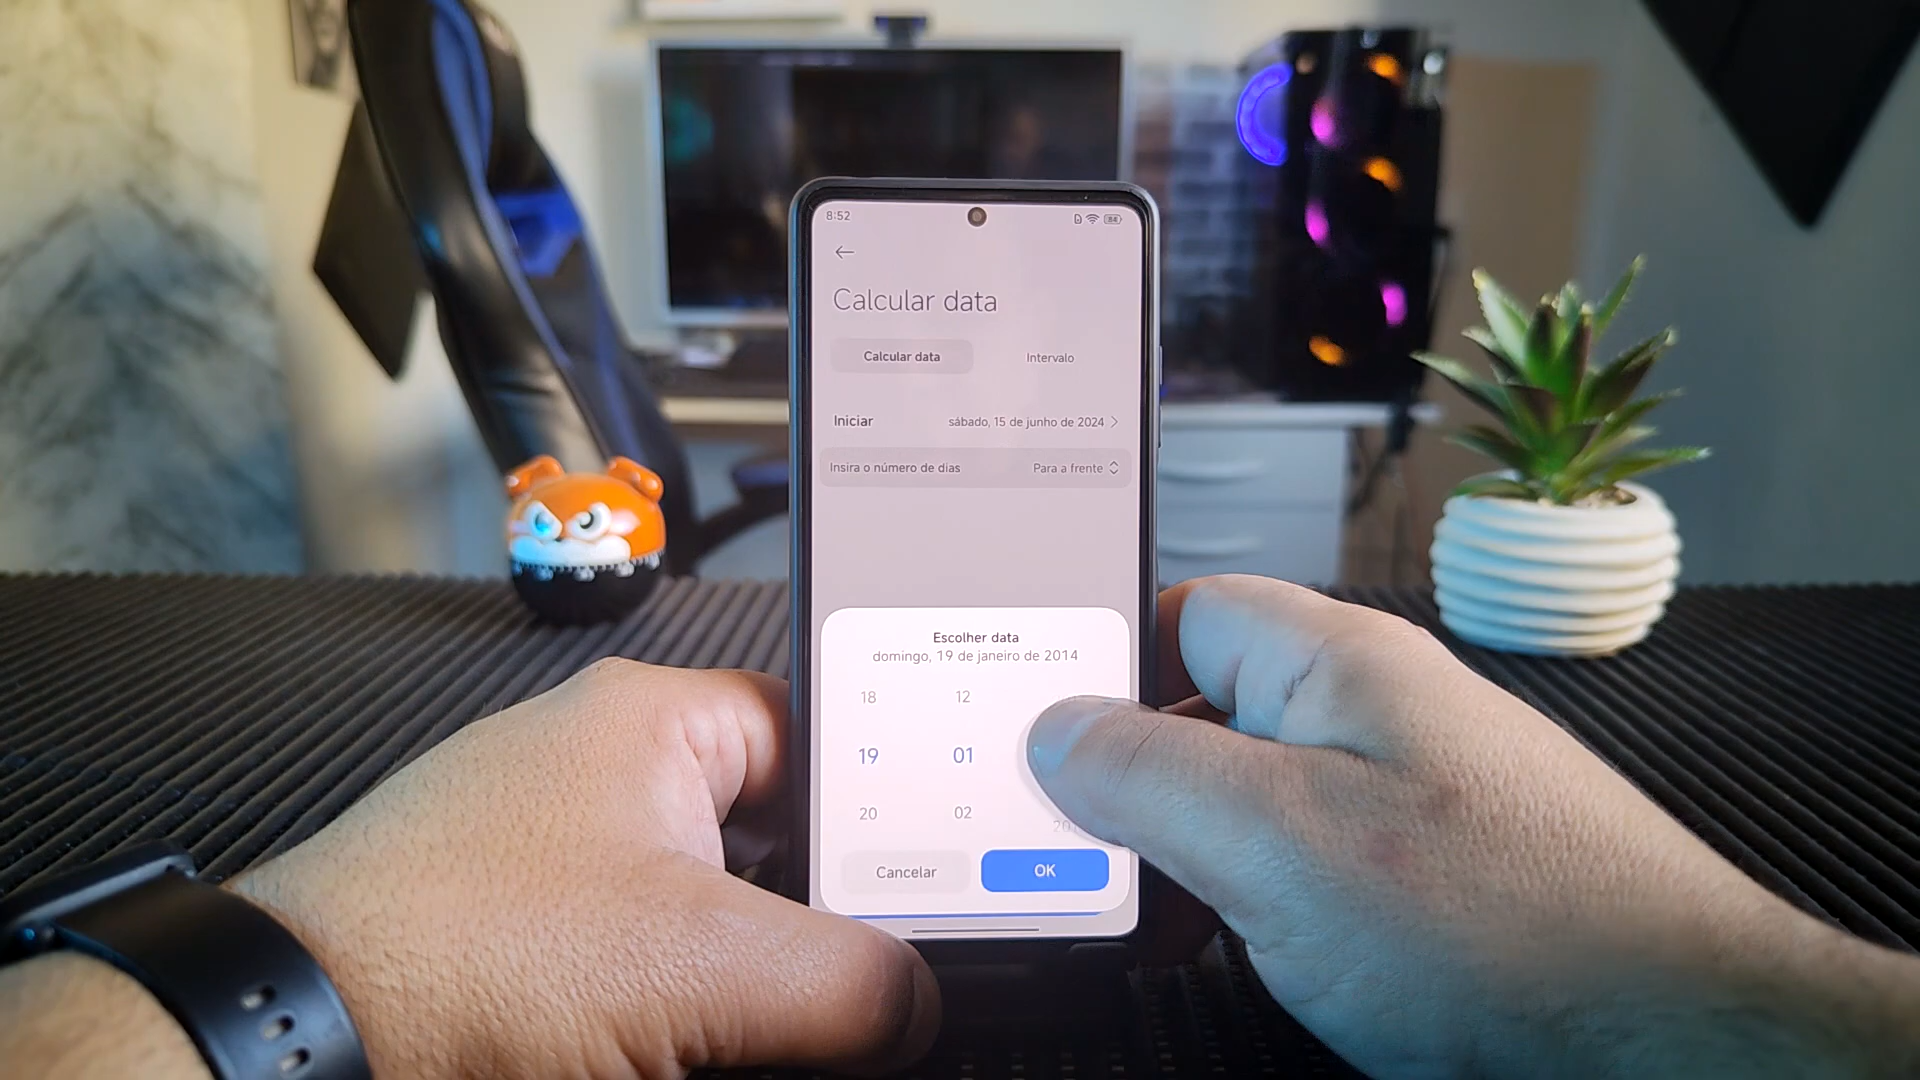 8:52
84
Calcular data
Calcular data
Intervalo
Iniciar
sábado, 15 de junho de 2024
Insira o número de dias
Para a frente
Escolher data
domingo, 19 de janeiro de 2014
18
12
19
01
20
02
Cancelar
OK